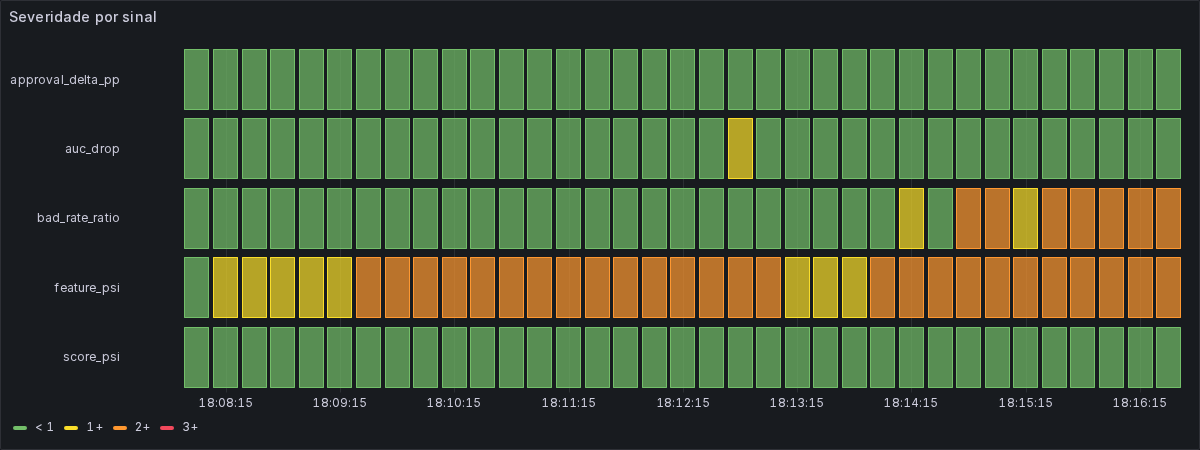 Severidade por sinal
approval_delta_pp
auc_drop
bad_rate_ratio
feature_psi
score_psi
18:08:15 18:09:15 18:10:15 18:11:15 18:12:15 18:13:15 18:14:15 18:15:15 18:16:15
< 1 1+ 2+ 3+